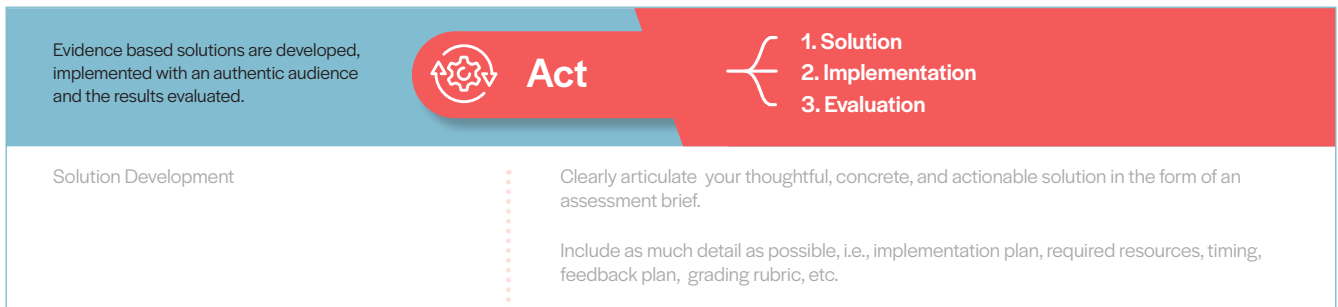 Evidence based solutions are developed,
implemented with an authentic audience
and the results evaluated.
Act
1. Solution
2. Implementation
3. Evaluation
Solution Development
Clearly articulate  your thoughtful, concrete, and actionable solution in the form of an
assessment brief.
Include as much detail as possible, i.e., implementation plan, required resources, timing,
feedback plan,  grading rubric, etc.